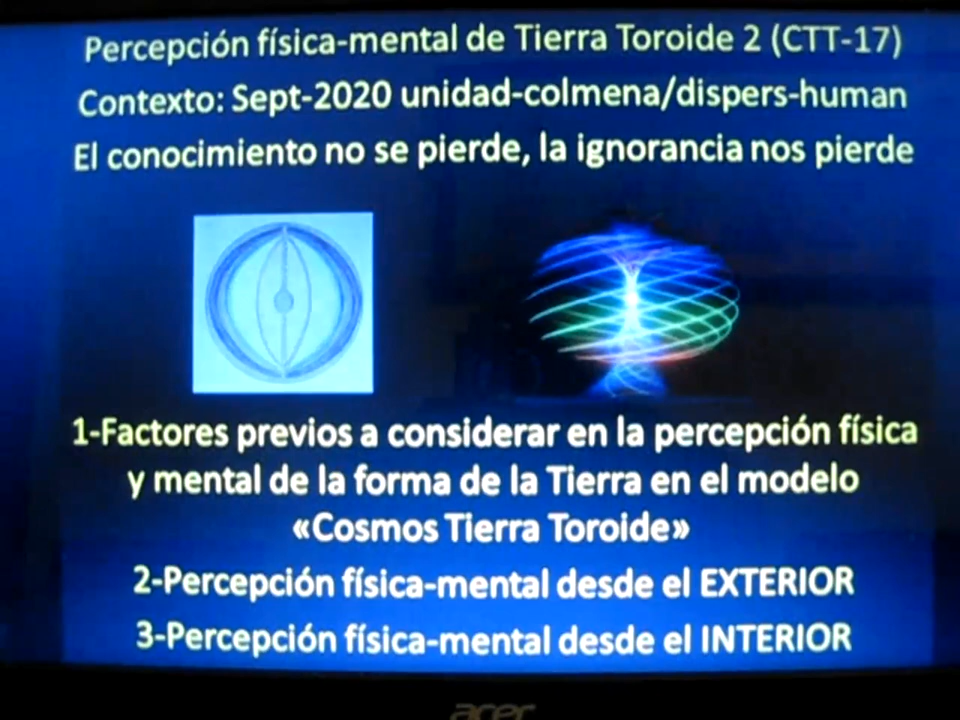 Percepción física-mental de Tierra Toroide 2 (CTT-17)
Contexto: Sept-2020 unidad-colmena/dispers-human
El conocimiento no se pierde, la ignorancia nos pierde
1-Factores previos a considerar en la percepción física
y mental de la forma de la Tierra en el modelo
«Cosmos Tierra Toroide»
2-Percepción física-mental desde el EXTERIOR
3-Percepción física-mental desde el INTERIOR
acer